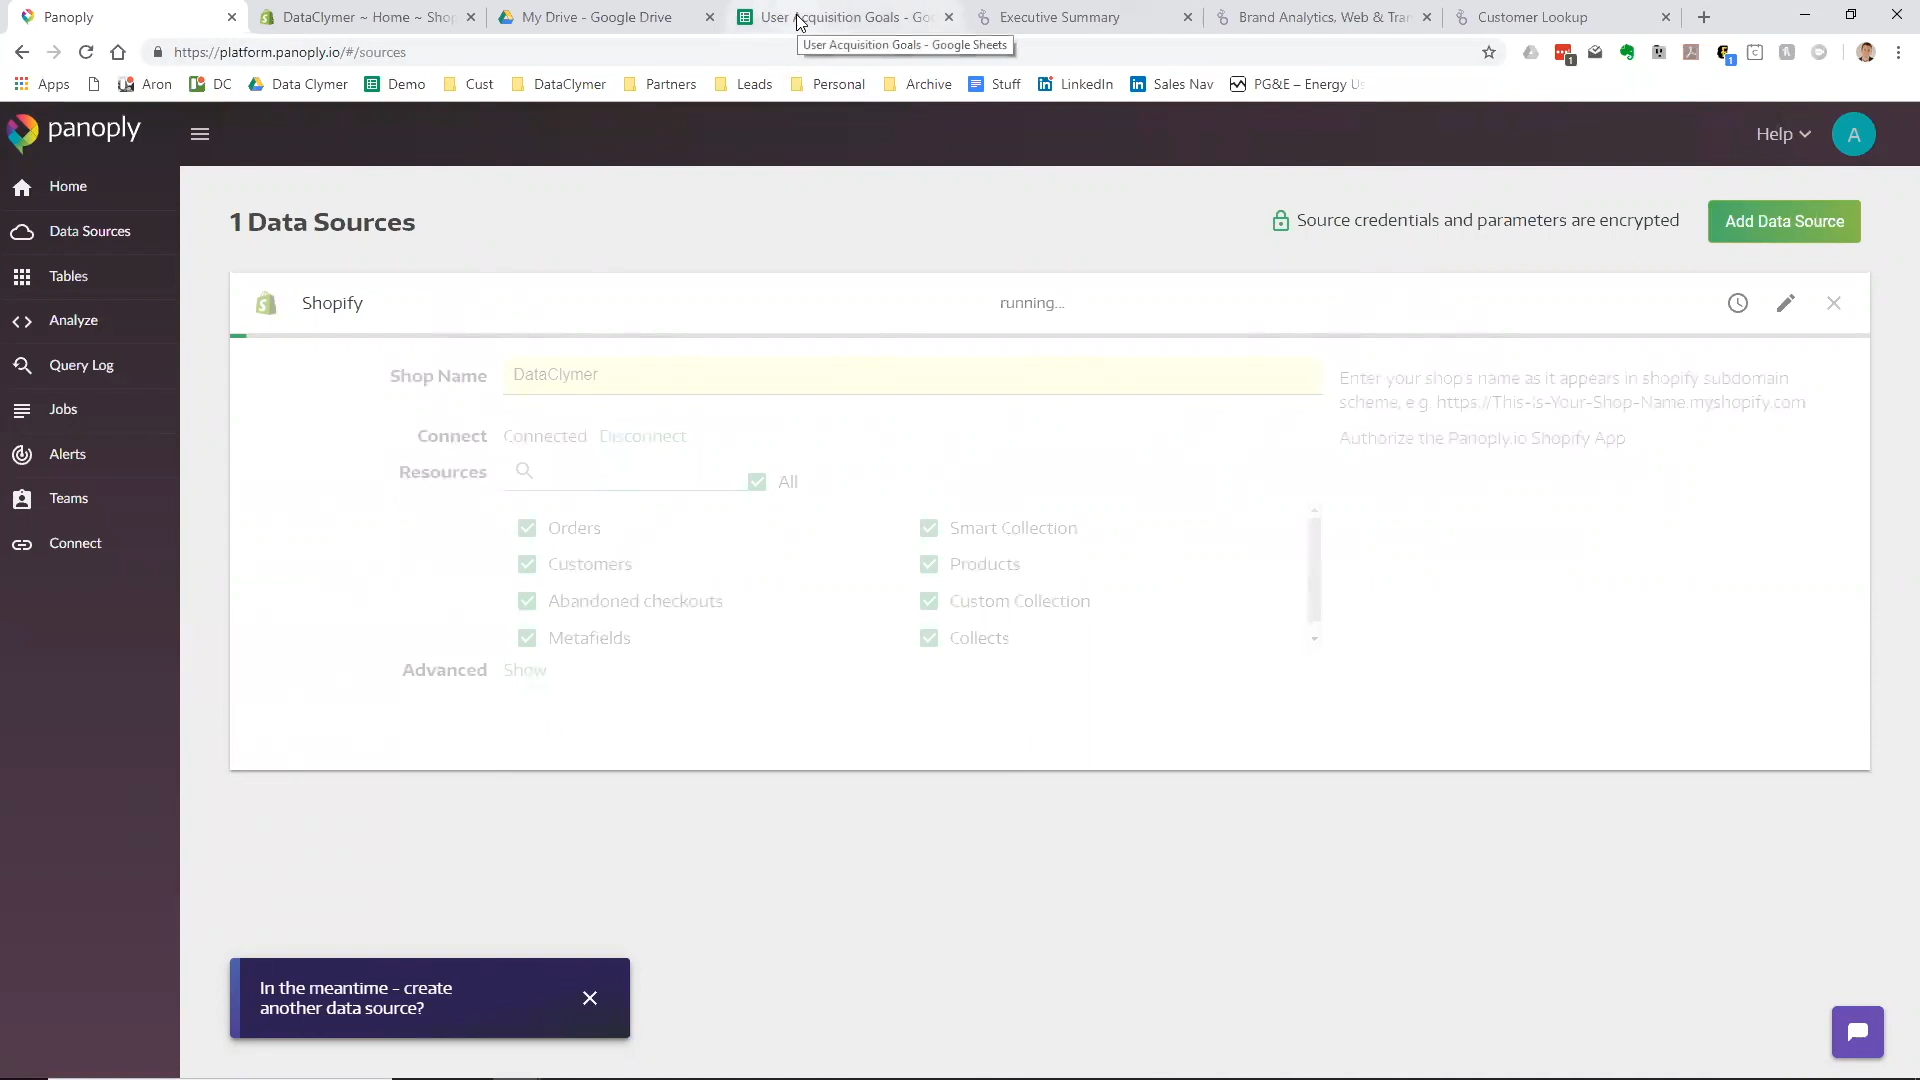 Panoply
DataClymer ~ Home ~ Shop
My Drive - Google Drive
User Acquisition Goals - Goo
Executive Summary
Brand Analytics, Web & Tran
Customer Lookup
User Acquisition Goals - Google Sheets
https://platform.panoply.io/#/sources
1
1
Apps
Aron
DC
Data Clymer
Demo
Cust
DataClymer
Partners
Leads
Personal
Archive
Stuff
LinkedIn
Sales Nav
PG&E – Energy Us
panoply
Help
A
Home
Data Sources
Tables
Analyze
Query Log
Jobs
Alerts
Teams
Connect
1 Data Sources
Source credentials and parameters are encrypted
Add Data Source
Shopify
running...
Shop Name
DataClymer
Enter your shop's name as it appears in shopify subdomain
scheme, e.g. https://This-Is-Your-Shop-Name.myshopify.com
Connect
Connected
Disconnect
Authorize the Panoply.io Shopify App
Resources
All
Orders
Smart Collection
Customers
Products
Abandoned checkouts
Custom Collection
Metafields
Collects
Advanced
Show
In the meantime - create
another data source?